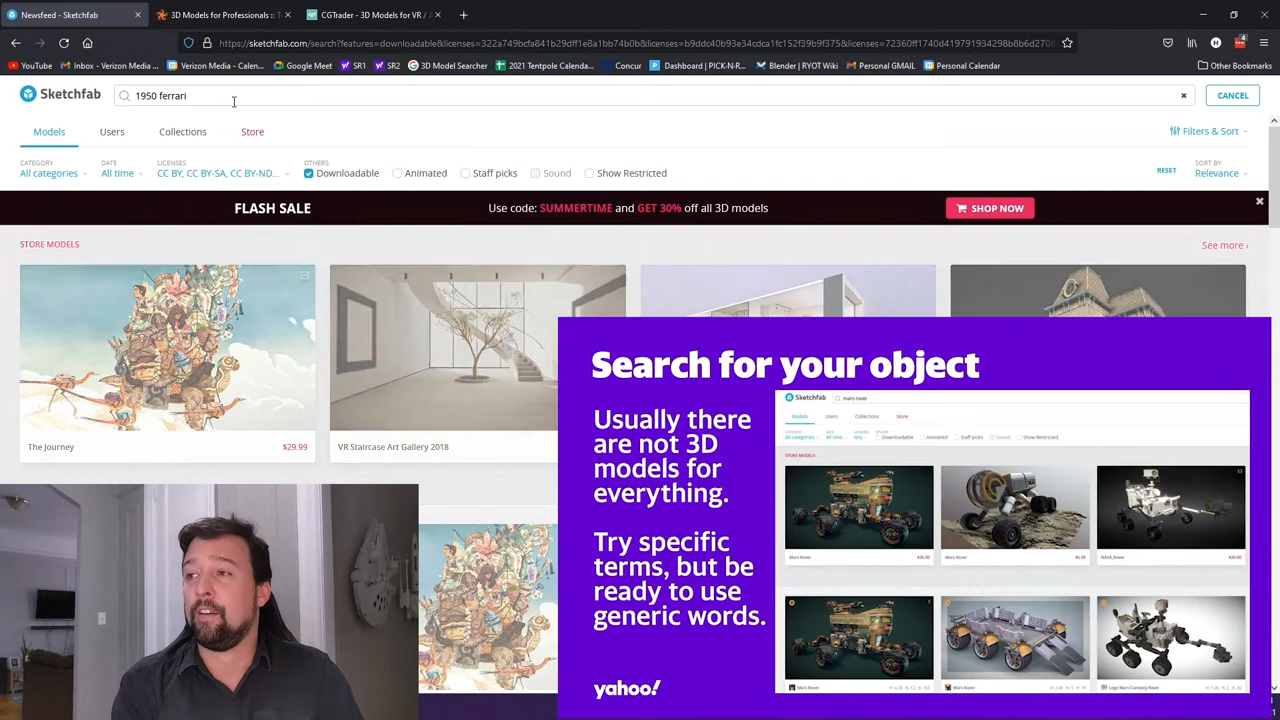 Newsfeed - Sketchfab
3D Models for Professionals :: T
CGTrader - 3D Models for VR / A
https://sketchfab.com/search?features=downloadable&licenses=322a749bcfa841b29dff1e8a1bb74b0b&licenses=b9ddc40b93e34cdca1fc152f39b9f375&licenses=72360ff1740d419791934298b8b6d270
4
YouTube
Inbox - Verizon Media ...
Verizon Media - Calen...
Google Meet
SR1
SR2
3D Model Searcher
2021 Tentpole Calenda...
Concur
Dashboard | PICK-N-R...
Blender | RYOT Wiki
Personal GMAIL
Personal Calendar
Other Bookmarks
Sketchfab
1950 ferrari
CANCEL
Models
Users
Collections
Store
Filters & Sort
CATEGORY
DATE
LICENSES
OTHERS
SORT BY
All categories
All time
CC BY, CC BY-SA, CC BY-ND...
Downloadable
Animated
Staff picks
Sound
Show Restricted
RESET
Relevance
FLASH SALE
Use code: SUMMERTIME and GET 30% off all 3D models
SHOP NOW
STORE MODELS
See more ›
The Journey
$29.99
Staircase Art Gallery 2018
Search for your object
Usually there
are not 3D
models for
everything.
Try specific
terms, but be
ready to use
generic words.
yahoo!
Sketchfab
mars rover
Models
Users
Collections
Store
CATEGORY
DATE
LICENSES
OTHERS
All categories
All time
Any
Downloadable
Animated
Staff picks
Sound
Show Restricted
STORE MODELS
Mars Rover
Mars Rover
$5.00
NASA_Rover
$20.00
Mars Rover
Mars Rover
Lego Mars Curiosity Rover